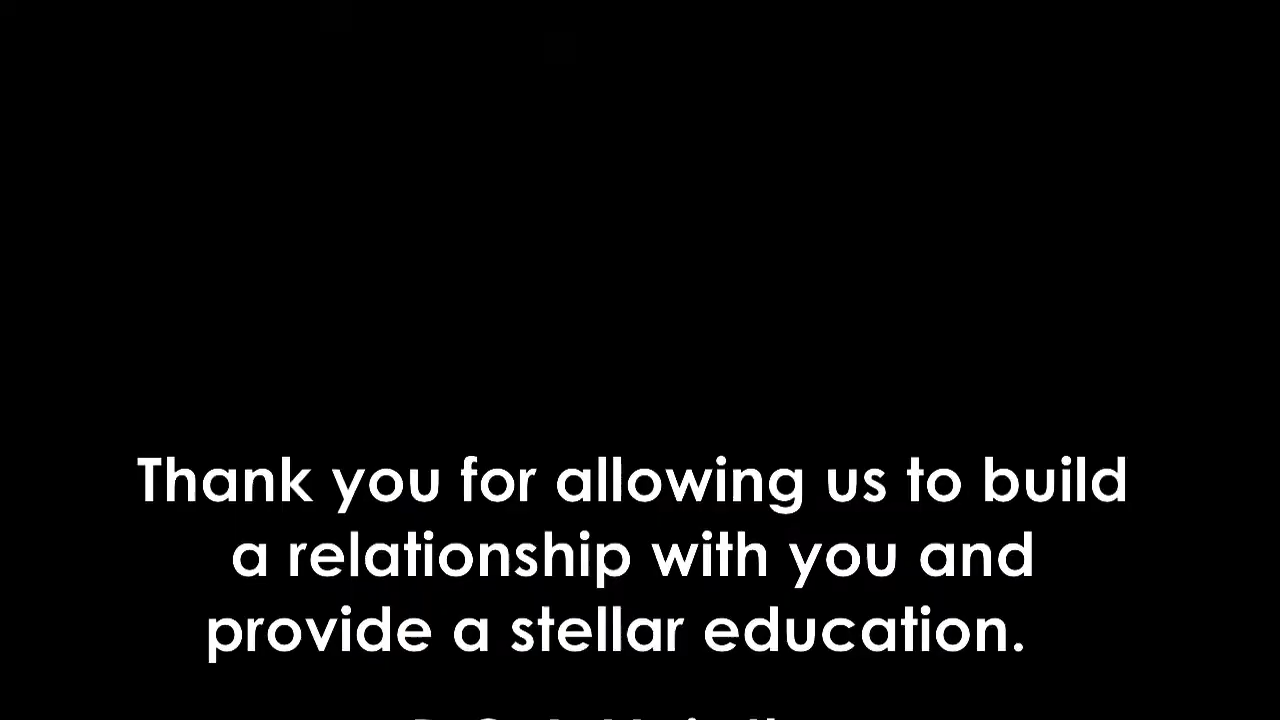 Thank you for allowing us to build
a relationship with you and
provide a stellar education.